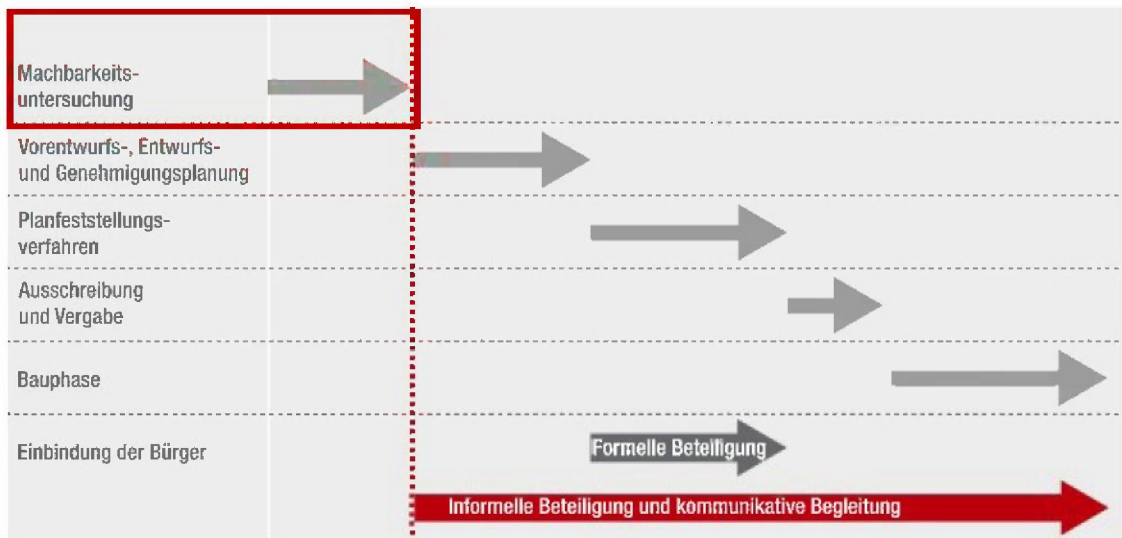 Machbarkeits-
untersuchung
Vorentwurfs-, Entwurfs-
und Genehmigungsplanung
Planfeststellungs-
verfahren
Ausschreibung
und Vergabe
Bauphase
Einbindung der Bürger
Formelle Beteiligung
Informelle Beteiligung und kommunikative Begleitung